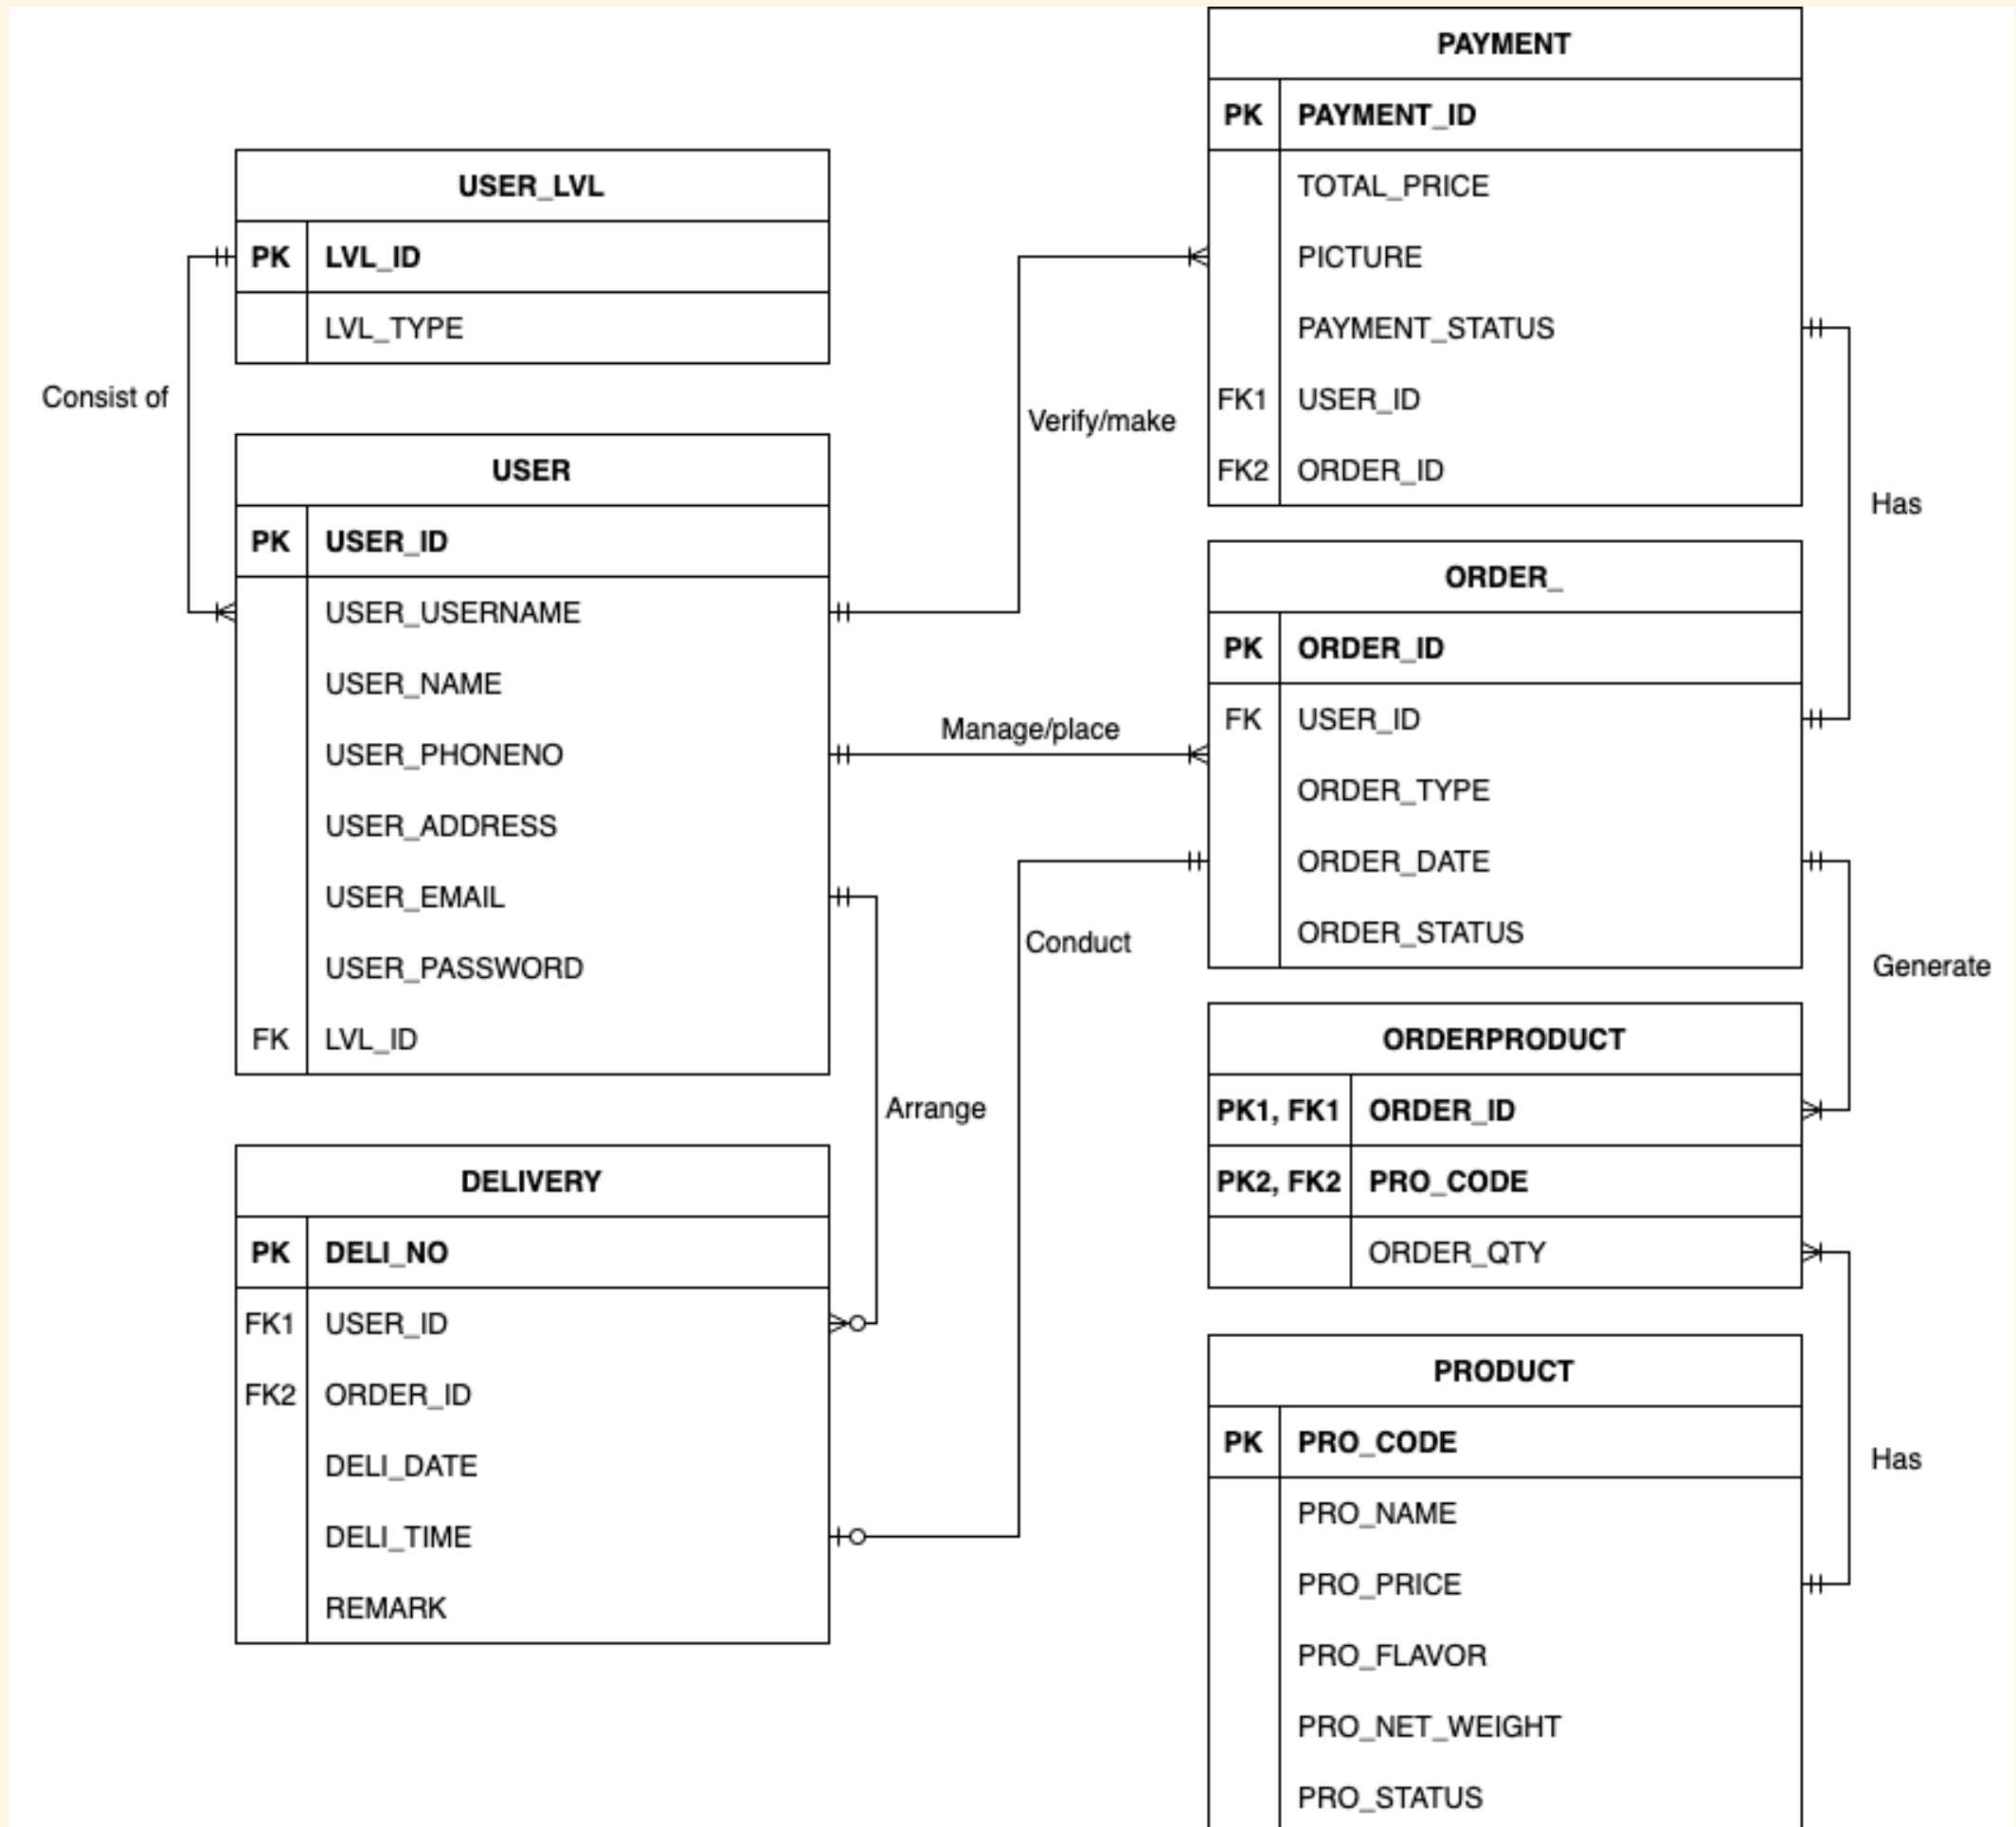 USER_LVL
PK LVL_ID
LVL_TYPE
Consist of
USER
PK USER_ID
USER_USERNAME
USER_NAME
USER_PHONENO
USER_ADDRESS
USER_EMAIL
USER_PASSWORD
FK LVL_ID
Arrange
DELIVERY
PK DELI_NO
FK1 USER_ID
FK2 ORDER_ID
DELI_DATE
DELI_TIME
REMARK
Verify/make
Manage/place
Conduct
PAYMENT
PK PAYMENT_ID
TOTAL_PRICE
PICTURE
PAYMENT_STATUS
FK1 USER_ID
FK2 ORDER_ID
Has
ORDER_
PK ORDER_ID
FK USER_ID
ORDER_TYPE
ORDER_DATE
ORDER_STATUS
Generate
ORDERPRODUCT
PK1, FK1 ORDER_ID
PK2, FK2 PRO_CODE
ORDER_QTY
Has
PRODUCT
PK PRO_CODE
PRO_NAME
PRO_PRICE
PRO_FLAVOR
PRO_NET_WEIGHT
PRO_STATUS